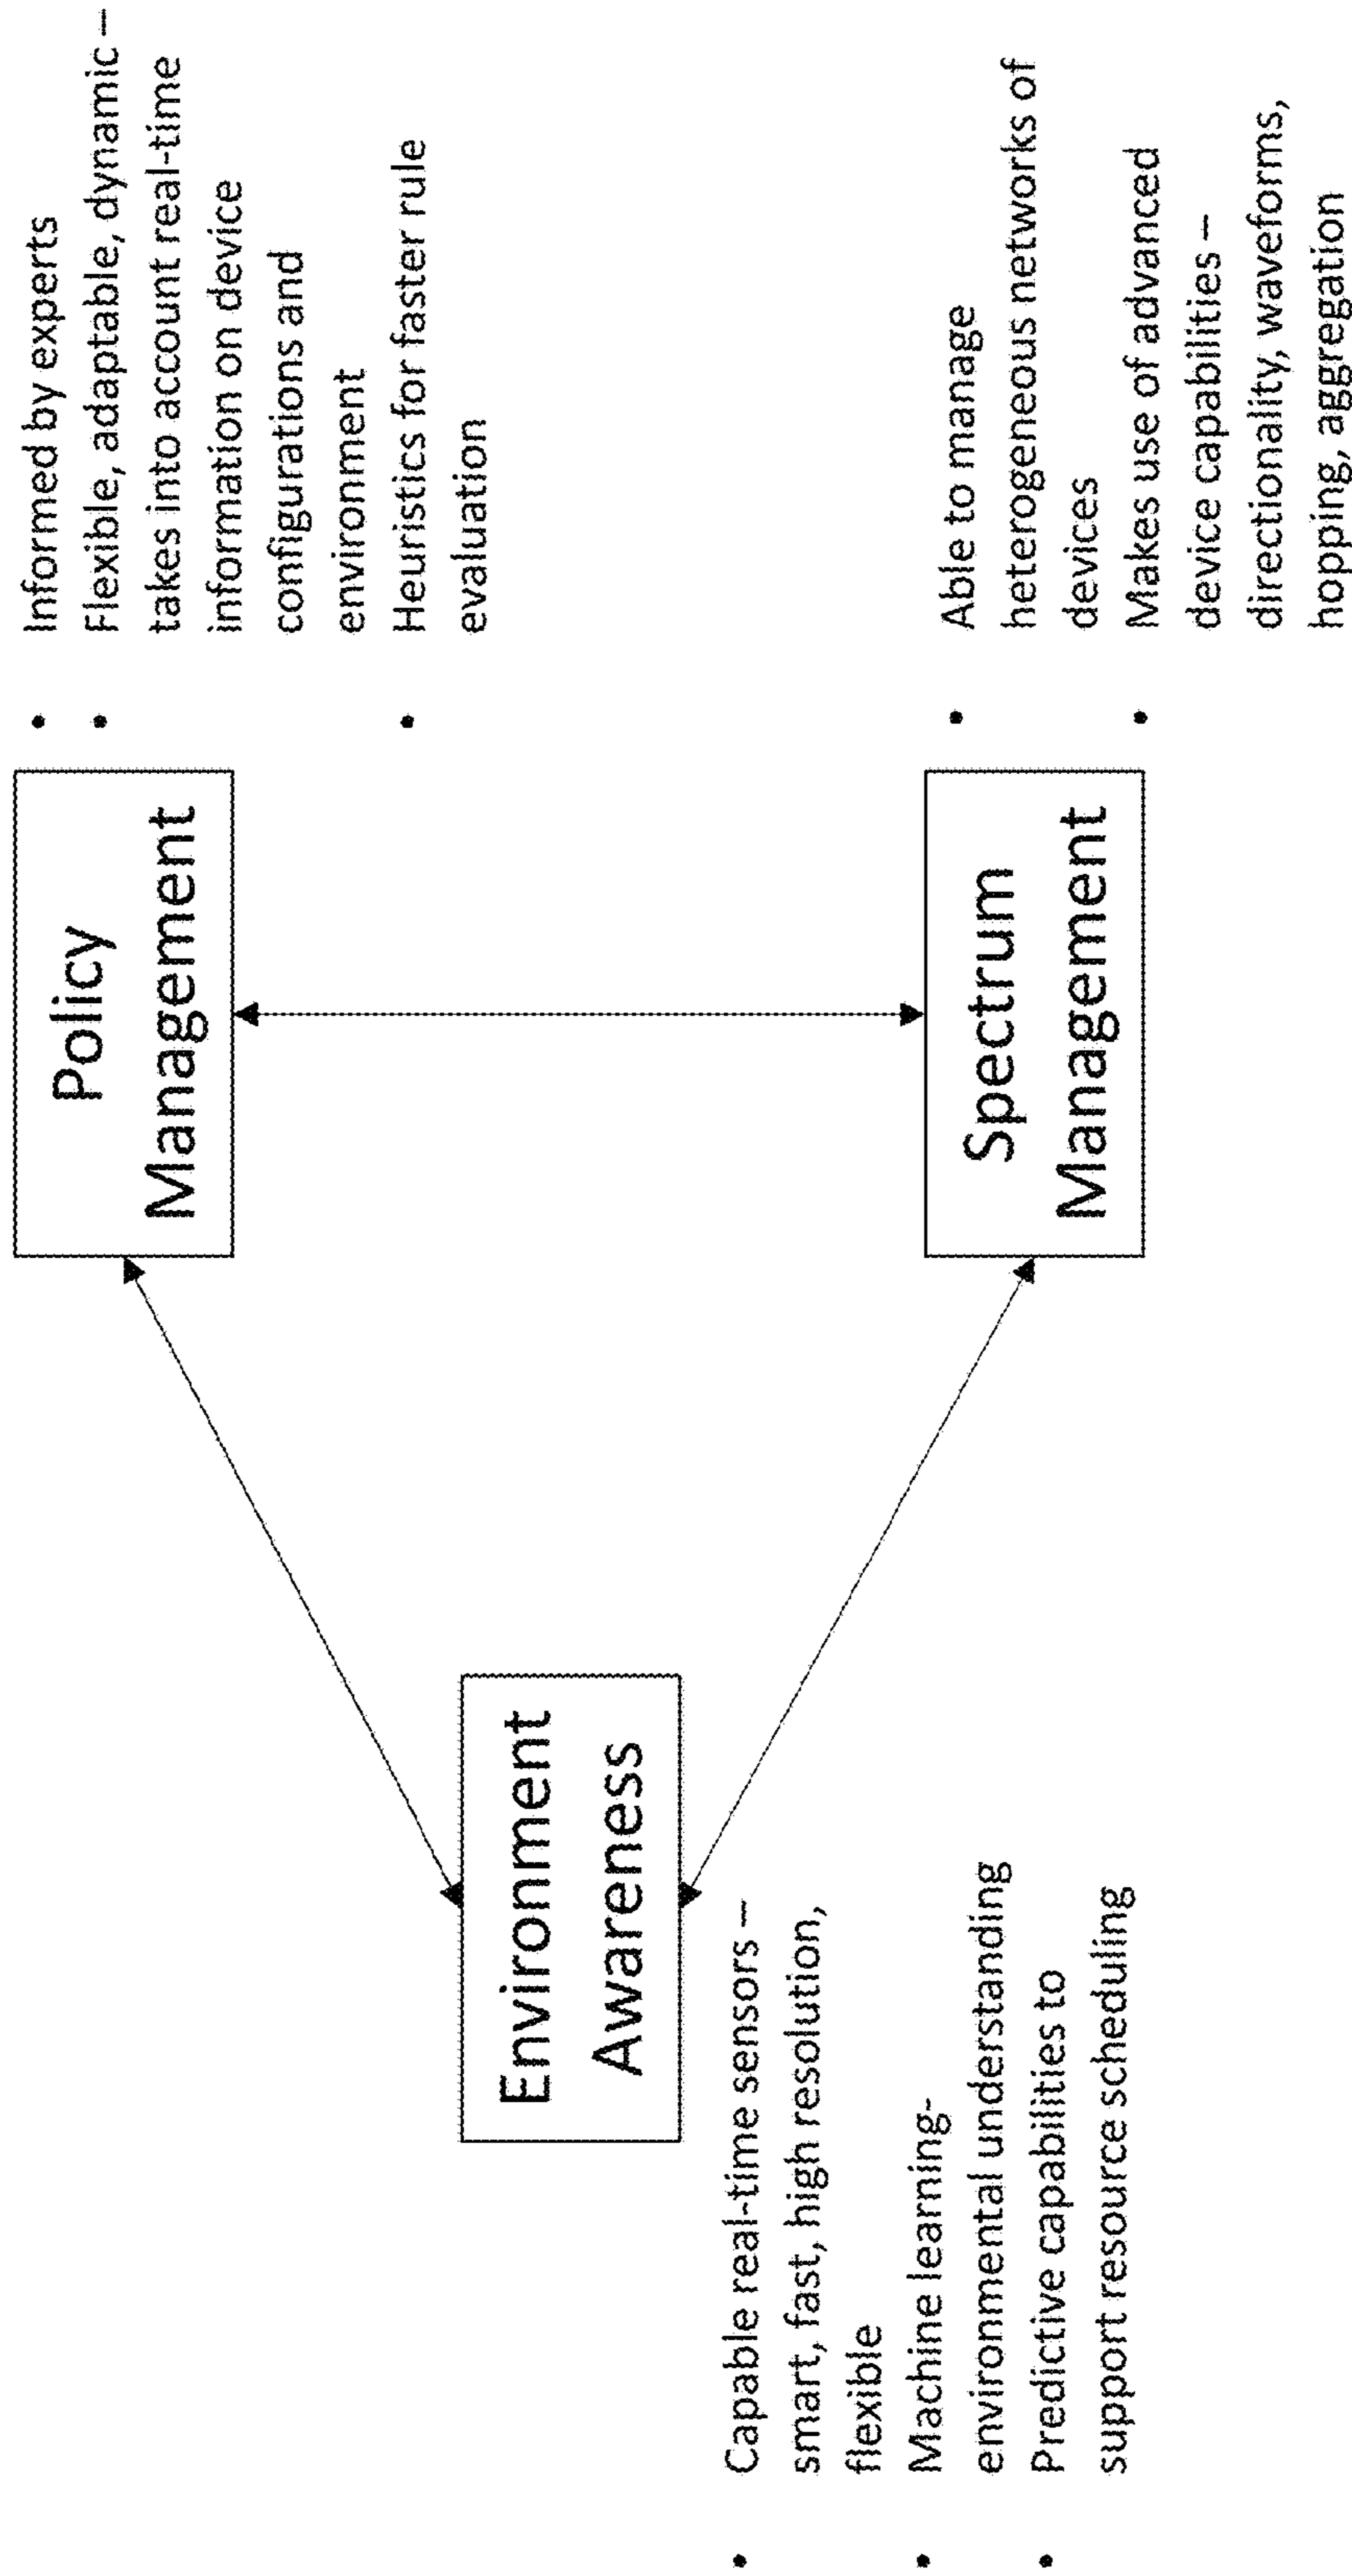 Environment
Awareness
• Capable real-time sensors –
smart, fast, high resolution,
flexible
• Machine learning-
environmental understanding
• Predictive capabilities to
support resource scheduling
Policy
Management
• Informed by experts
• Flexible, adaptable, dynamic –
takes into account real-time
information on device
configurations and
environment
• Heuristics for faster rule
evaluation
Spectrum
Management
• Able to manage
heterogeneous networks of
devices
• Makes use of advanced
device capabilities –
directionality, waveforms,
hopping, aggregation